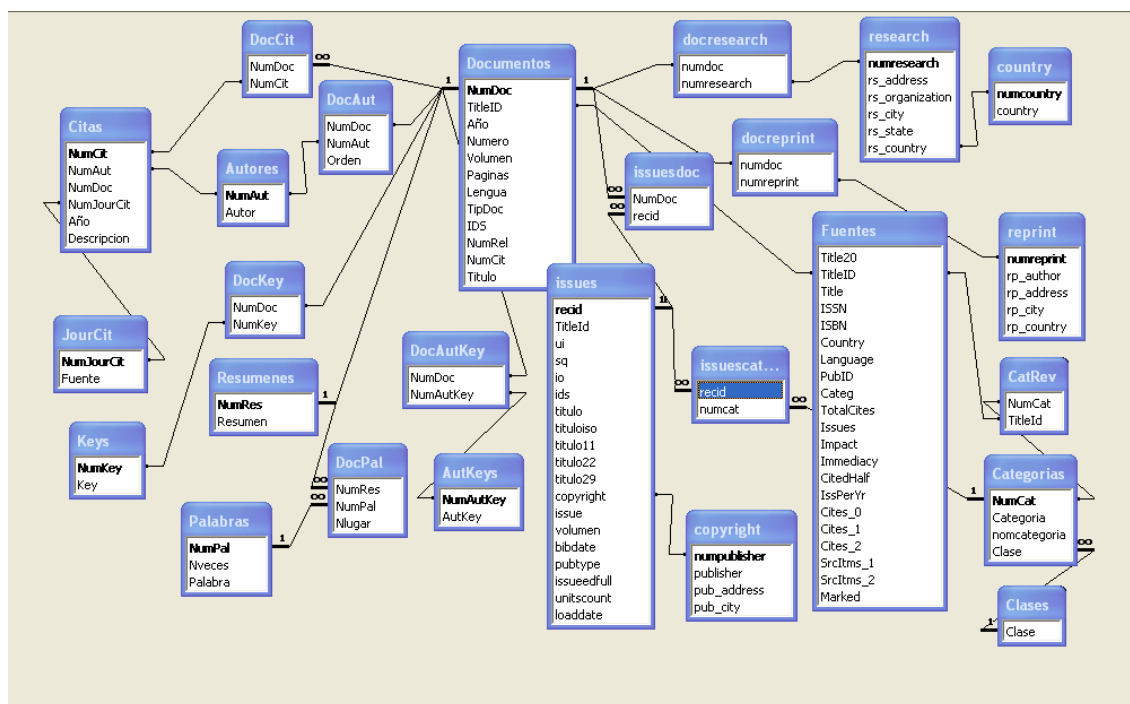 DocCit
NumDoc
NumCit
Documentos
NumDoc
TitleID
Año
Numero
Volumen
Paginas
Lengua
TipDoc
IDS
NumRel
NumCit
Titulo
docresearch
numdoc
numresearch
research
numresearch
rs_address
rs_organization
rs_city
rs_state
rs_country
country
numcountry
country
DocAut
NumDoc
NumAut
Orden
Citas
NumCit
NumAut
NumDoc
NumJourCit
Año
Descripcion
Autores
NumAut
Autor
docreprint
numdoc
numreprint
issuesdoc
NumDoc
recid
Fuentes
Title20
TitleID
Title
ISSN
ISBN
Country
Language
PubID
Categ
TotalCites
Issues
Impact
Immediacy
CitedHalf
IssPerYr
Cites_0
Cites_1
Cites_2
SrcItms_1
SrcItms_2
Marked
reprint
numreprint
rp_author
rp_address
rp_city
rp_country
DocKey
NumDoc
NumKey
issues
recid
TitleId
ui
sq
io
ids
titulo
tituloiso
titulo11
titulo22
titulo29
copyright
issue
volumen
bibdate
pubtype
issueedfull
unitscount
loaddate
JourCit
NumJourCit
Fuente
DocAutKey
NumDoc
NumAutKey
issuescat...
recid
numcat
CatRev
NumCat
TitleId
Resumenes
NumRes
Resumen
Keys
NumKey
Key
DocPal
NumRes
NumPal
Nlugar
AutKeys
NumAutKey
AutKey
Categorias
NumCat
Categoria
nomcategoria
Clase
Palabras
NumPal
Nveces
Palabra
copyright
numpublisher
publisher
pub_address
pub_city
Clases
Clase
1
1
1
1
1
1
1
∞
∞
∞
∞
∞
∞
∞
∞